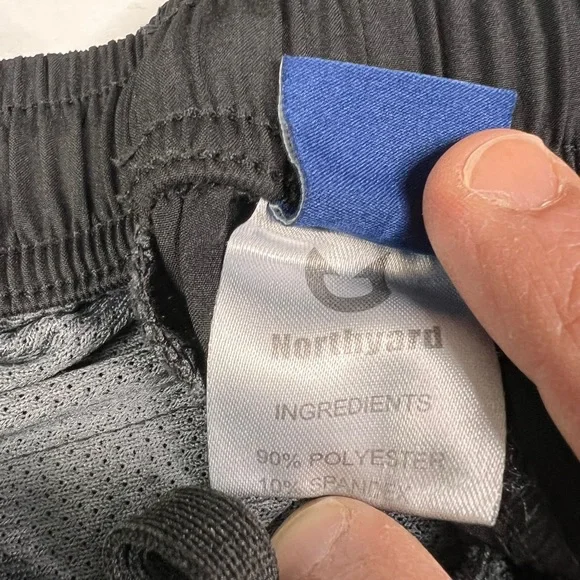 Northyard
INGREDIENTS
90% POLYESTER
10% SPANDEX